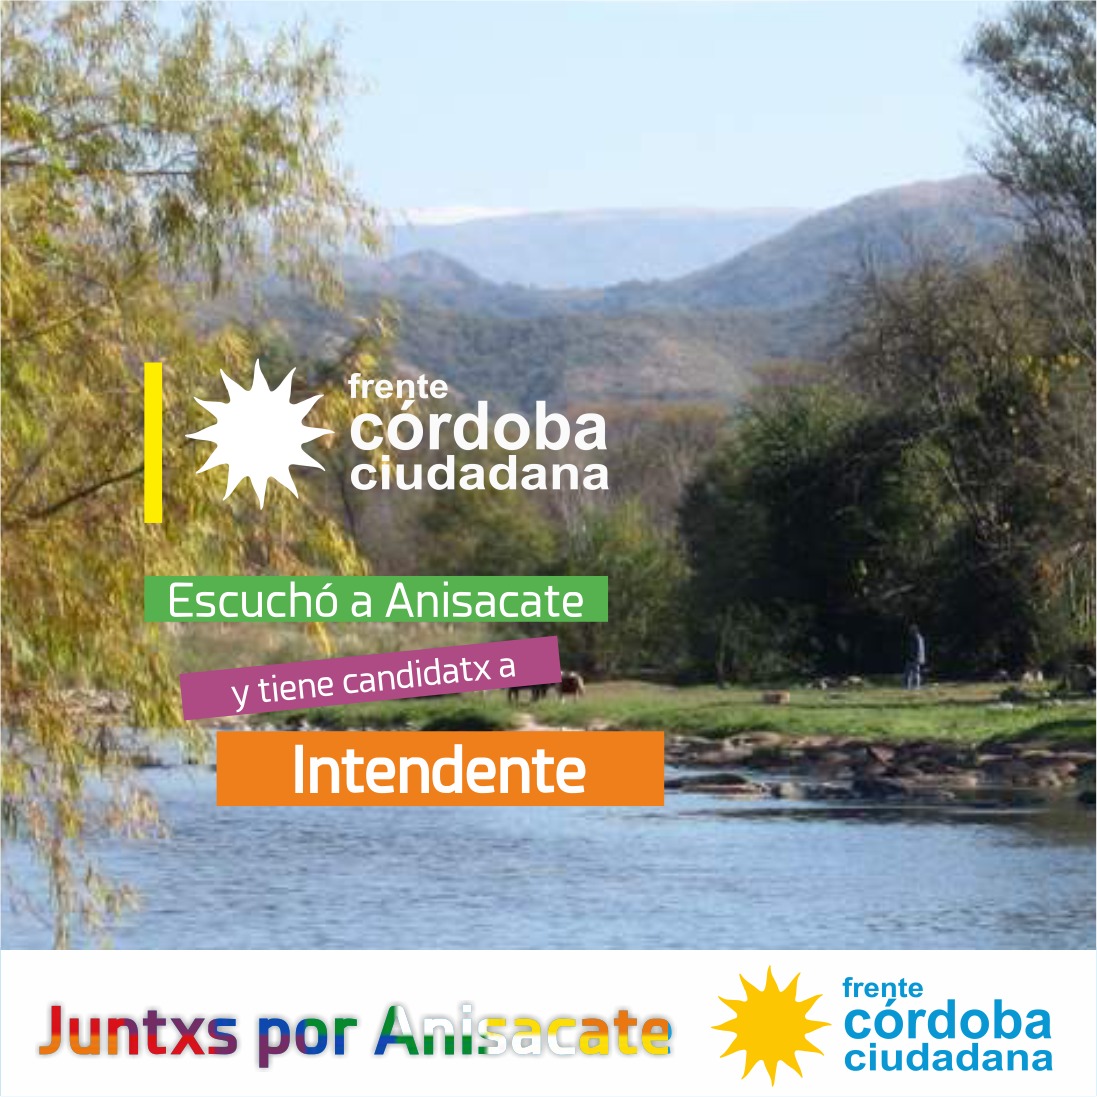 frente
córdoba
ciudadana
Escuchó a Anisacate
y tiene candidatx a
Intendente
Juntxs por Anisacate
frente
córdoba
ciudadana